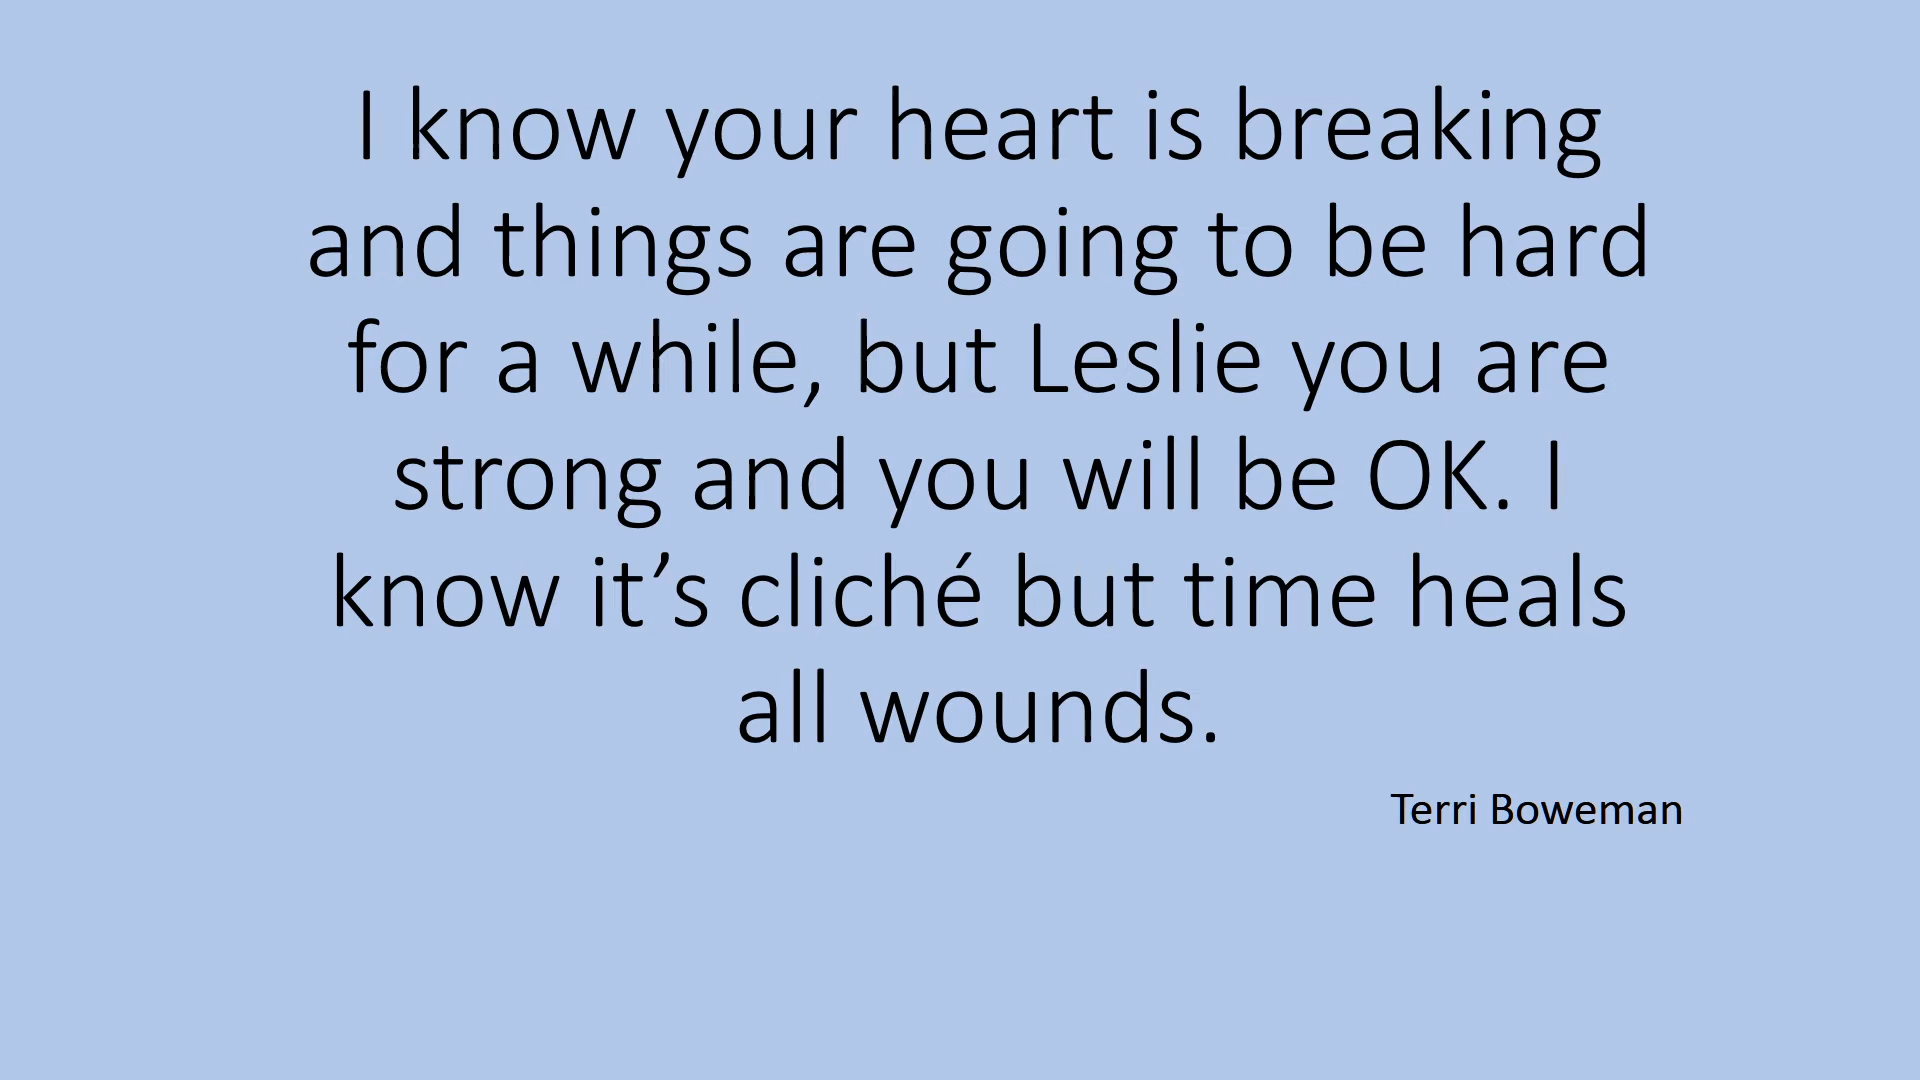 I know your heart is breaking
and things are going to be hard
for a while, but Leslie you are
strong and you will be OK. I
know it’s cliché but time heals
all wounds.
Terri Boweman